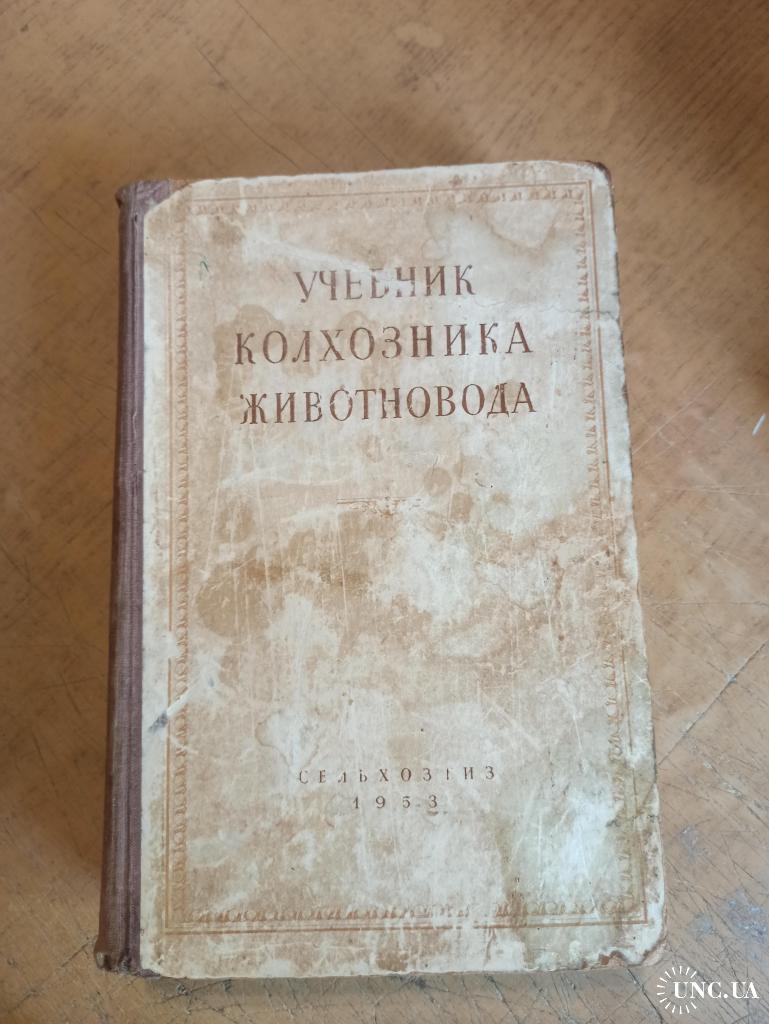 УЧЕБНИК
КОЛХОЗНИКА
ЖИВОТНОВОДА
СЕЛЬХОЗГИЗ
1953
UNC.UA